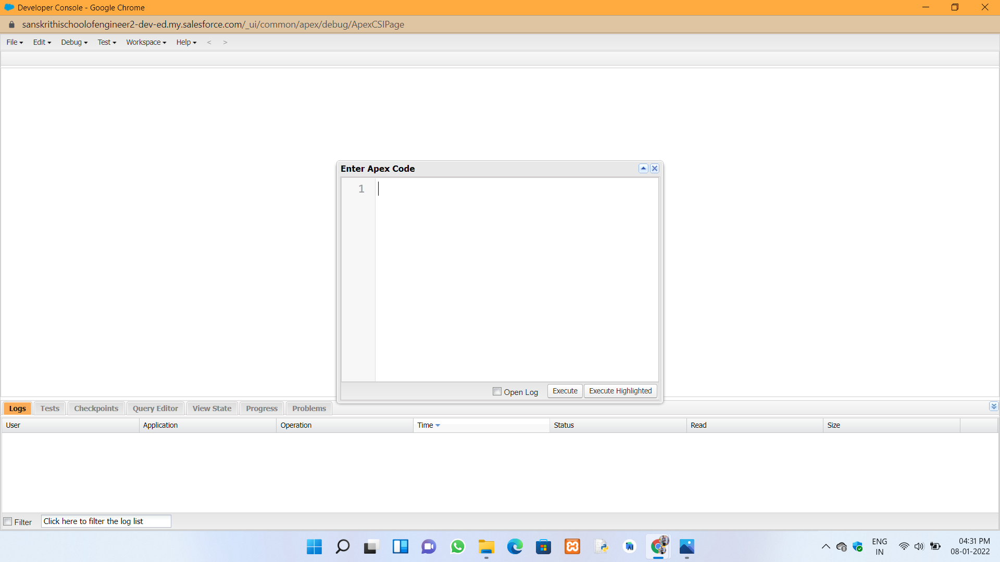 Developer Console - Google Chrome
sanskrithischoolofengineer2-dev-ed.my.salesforce.com/_ui/common/apex/debug/ApexCSIPage
File Edit Debug Test Workspace Help < >
Enter Apex Code
1
Open Log Execute Execute Highlighted
Logs Tests Checkpoints Query Editor View State Progress Problems
User Application Operation Time Status Read Size
Filter Click here to filter the log list
ENG
IN
04:31 PM
08-01-2022